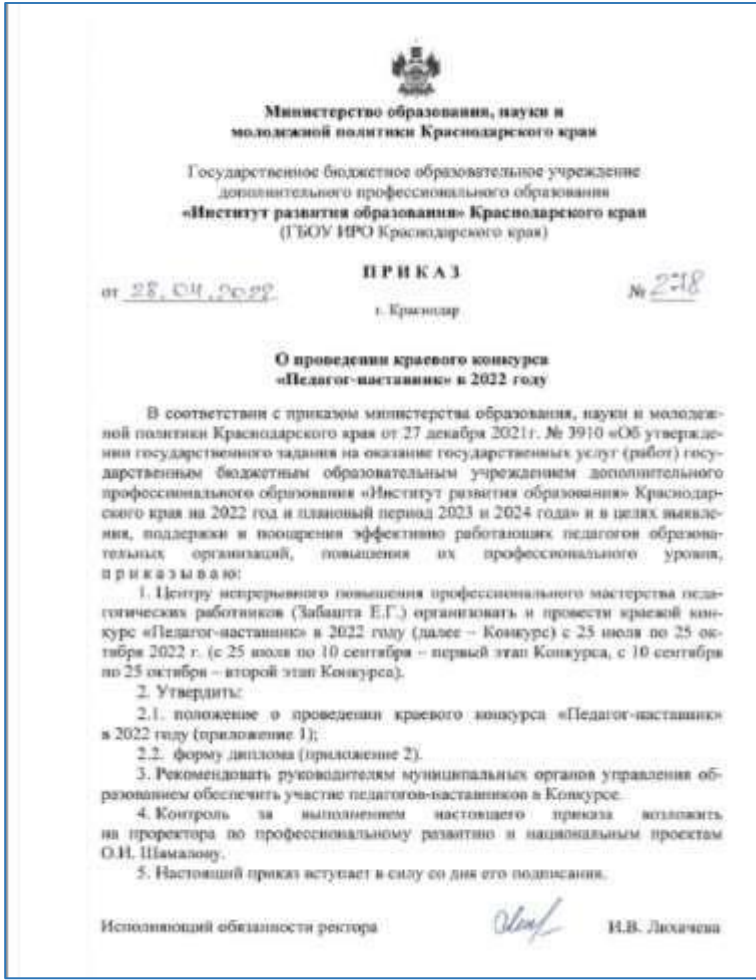 Министерство образования, науки и
молодежной политики Краснодарского края
Государственное бюджетное образовательное учреждение
дополнительного профессионального образования
«Институт развития образования» Краснодарского края
(ГБОУ ИРО Краснодарского края)
ПРИКАЗ
от 28.04.2022 № 278
г. Краснодар
О проведении краевого конкурса
«Педагог-наставник» в 2022 году
В соответствии с приказом министерства образования, науки и молодеж-
ной политики Краснодарского края от 27 декабря 2021г. № 3910 «Об утвержде-
нии государственного задания на оказание государственных услуг (работ) госу-
дарственным бюджетным образовательным учреждением дополнительного
профессионального образования «Институт развития образования» Краснодар-
ского края на 2022 год и плановый период 2023 и 2024 года» и в целях выявле-
ния, поддержки и поощрения эффективно работающих педагогов образова-
тельных организаций, повышения их профессионального уровня,
приказываю:
1. Центру непрерывного повышения профессионального мастерства педа-
гогических работников (Забашта Е.Г.) организовать и провести краевой кон-
курс «Педагог-наставник» в 2022 году (далее – Конкурс) с 25 июля по 25 ок-
тября 2022 г. (с 25 июля по 10 сентября – первый этап Конкурса, с 10 сентября
по 25 октября – второй этап Конкурса).
2. Утвердить:
2.1. положение о проведении краевого конкурса «Педагог-наставник»
в 2022 году (приложение 1);
2.2. форму диплома (приложение 2).
3. Рекомендовать руководителям муниципальных органов управления об-
разованием обеспечить участие педагогов-наставников в Конкурсе.
4. Контроль за выполнением настоящего приказа возложить
на проректора по профессиональному развитию и национальным проектам
О.И. Шамалову.
5. Настоящий приказ вступает в силу со дня его подписания.
Исполняющий обязанности ректора И.В. Лихачева